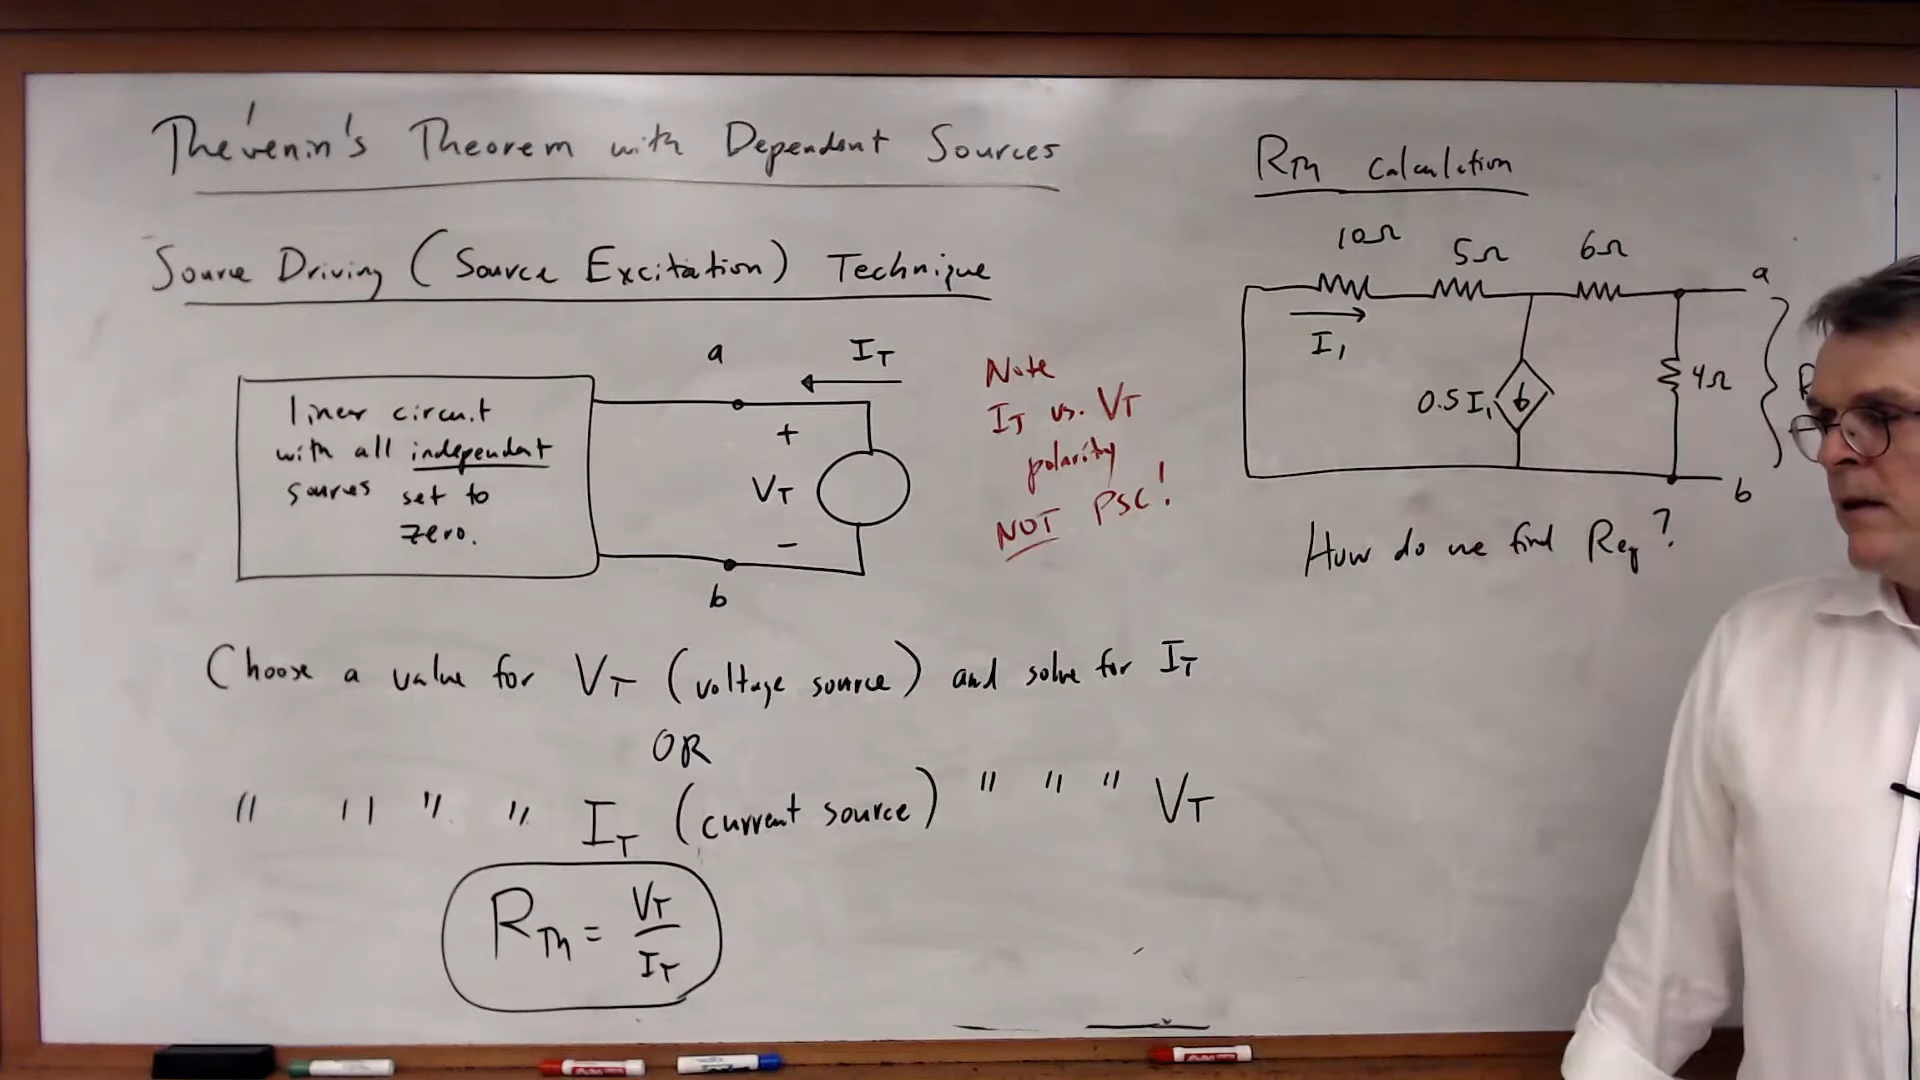 Thévenin's Theorem with Dependent Sources
Source Driving (Source Excitation) Technique
linear circuit
with all independent
sources set to
zero.
a
I_T
+
V_T
-
b
Note
I_T vs. V_T
polarity
NOT PSC!
Choose a value for V_T (voltage source) and solve for I_T
OR
" " " " I_T (current source) " " " V_T
R_Th = V_T / I_T
R_Th Calculation
10Ω
5Ω
6Ω
a
I_1
0.5 I_1
4Ω
b
How do we find Req?